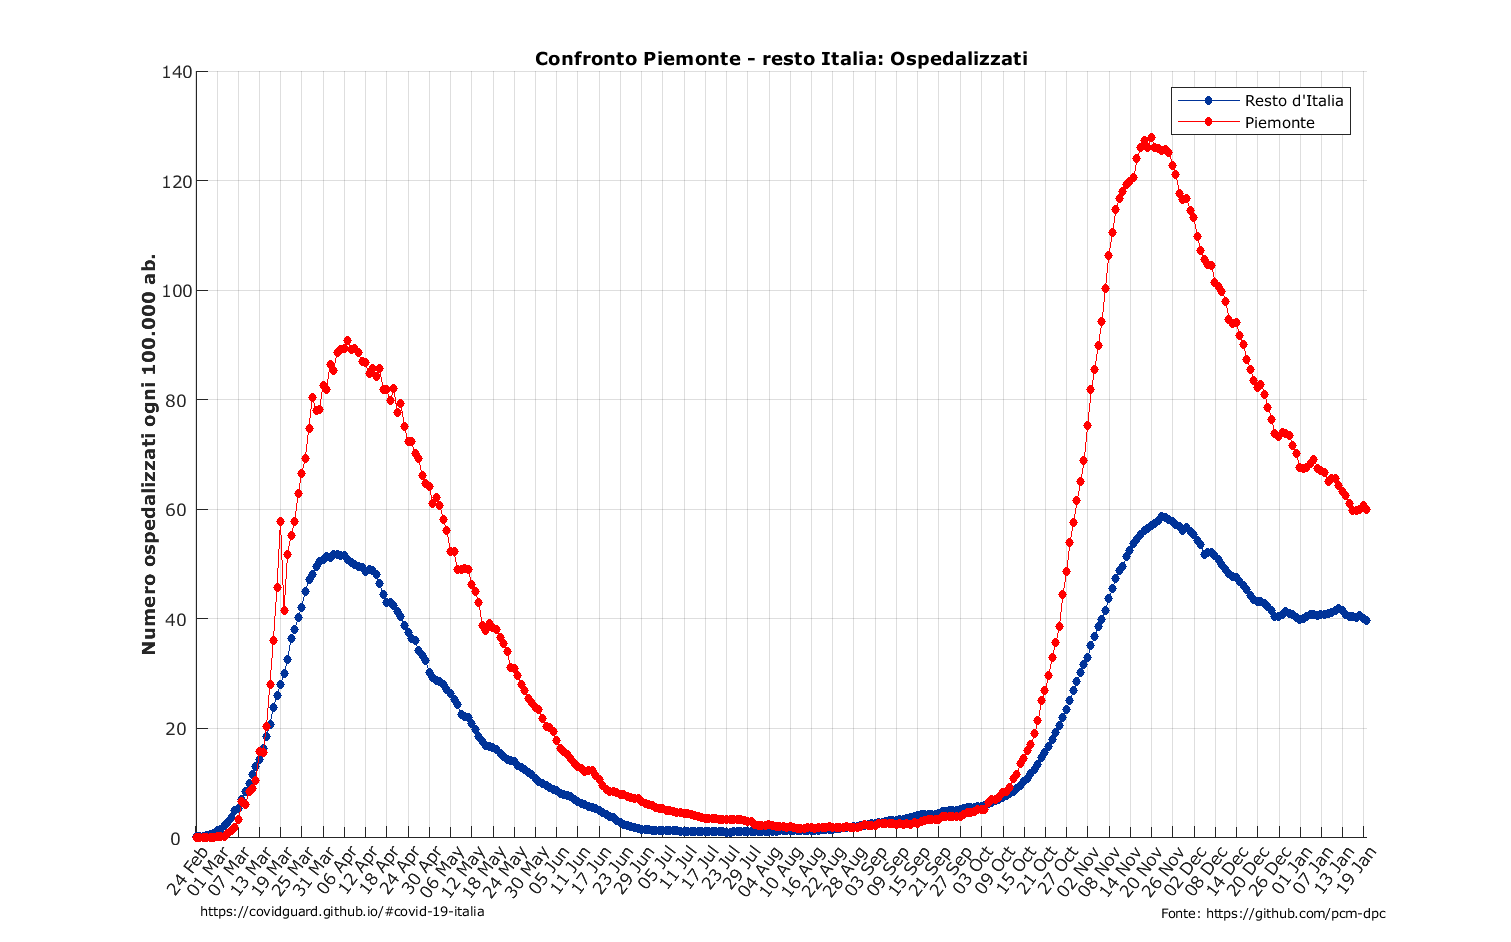 Confronto Piemonte - resto Italia: Ospedalizzati
140
120
100
80
60
40
20
0
Numero ospedalizzati ogni 100.000 ab.
Resto d'Italia
Piemonte
24 Feb
01 Mar
07 Mar
13 Mar
19 Mar
25 Mar
31 Mar
06 Apr
12 Apr
18 Apr
24 Apr
30 Apr
06 May
12 May
18 May
24 May
30 May
05 Jun
11 Jun
17 Jun
23 Jun
29 Jun
05 Jul
11 Jul
17 Jul
23 Jul
29 Jul
04 Aug
10 Aug
16 Aug
22 Aug
28 Aug
03 Sep
09 Sep
15 Sep
21 Sep
27 Sep
03 Oct
09 Oct
15 Oct
21 Oct
27 Oct
02 Nov
08 Nov
14 Nov
20 Nov
26 Nov
02 Dec
08 Dec
14 Dec
20 Dec
26 Dec
01 Jan
07 Jan
13 Jan
19 Jan
https://covidguard.github.io/#covid-19-italia
Fonte: https://github.com/pcm-dpc